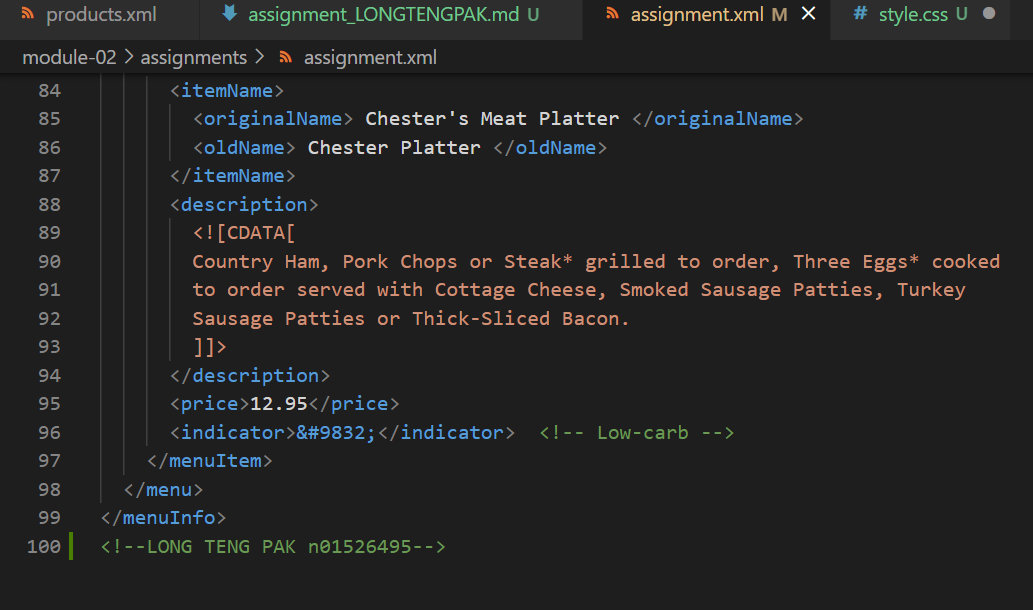 products.xml assignment_LONGTENGPAK.md U assignment.xml M style.css U
module-02 > assignments > assignment.xml
84 <itemName>
85 <originalName> Chester's Meat Platter </originalName>
86 <oldName> Chester Platter </oldName>
87 </itemName>
88 <description>
89 <![CDATA[
90 Country Ham, Pork Chops or Steak* grilled to order, Three Eggs* cooked
91 to order served with Cottage Cheese, Smoked Sausage Patties, Turkey
92 Sausage Patties or Thick-Sliced Bacon.
93 ]]>
94 </description>
95 <price>12.95</price>
96 <indicator>&#9832;</indicator> <!-- Low-carb -->
97 </menuItem>
98 </menu>
99 </menuInfo>
100 <!--LONG TENG PAK n01526495-->